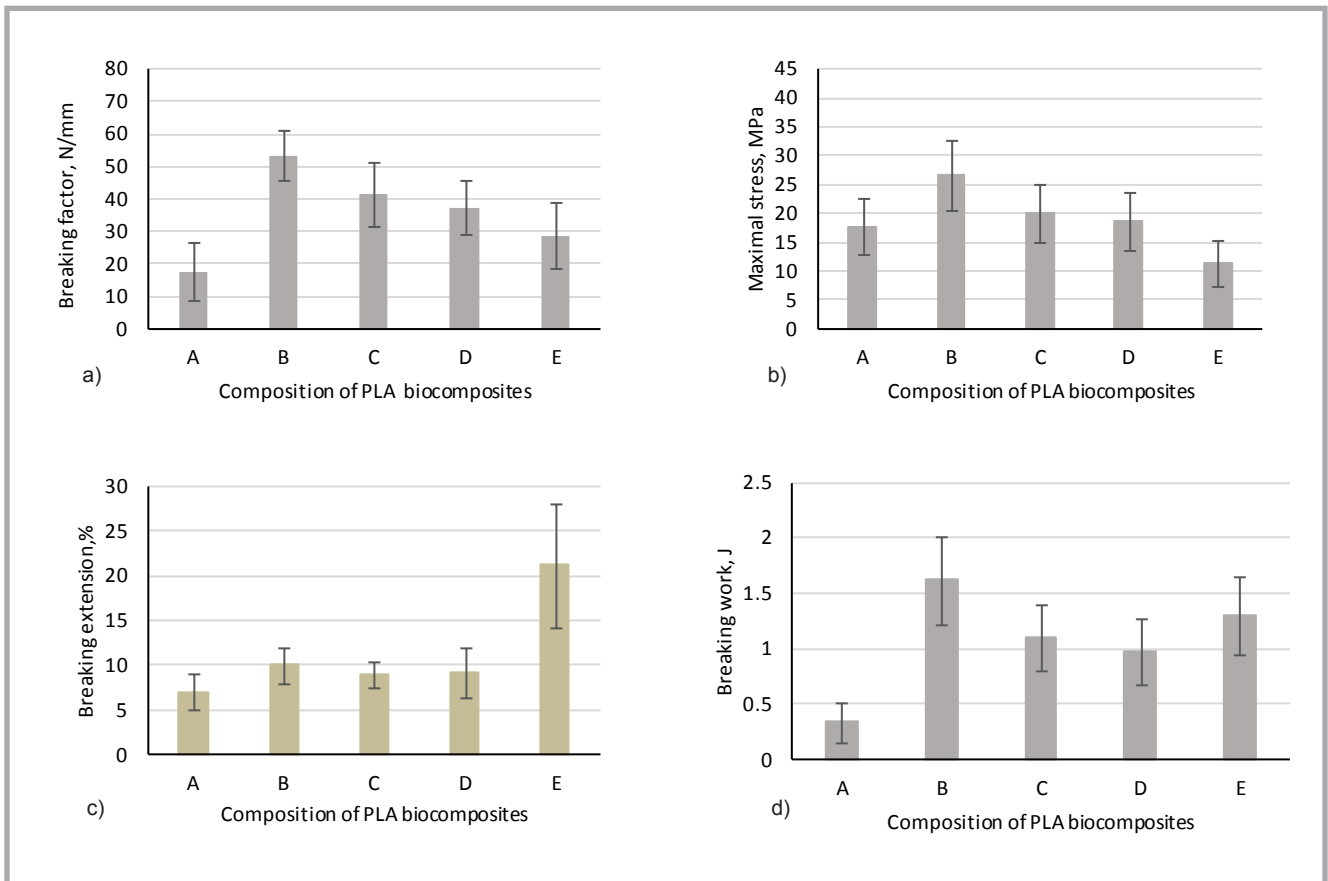 80
70
60
50
40
30
20
10
0
Breaking factor, N/mm
A B C D E
a)
Composition of PLA biocomposites
45
40
35
30
25
20
15
10
5
0
Maximal stress, MPa
A B C D E
b)
Composition of PLA biocomposites
30
25
20
15
10
5
0
Breaking extension,%
A B C D E
c)
Composition of PLA biocomposites
2.5
2
1.5
1
0.5
0
Breaking work, J
A B C D E
d)
Composition of PLA biocomposites